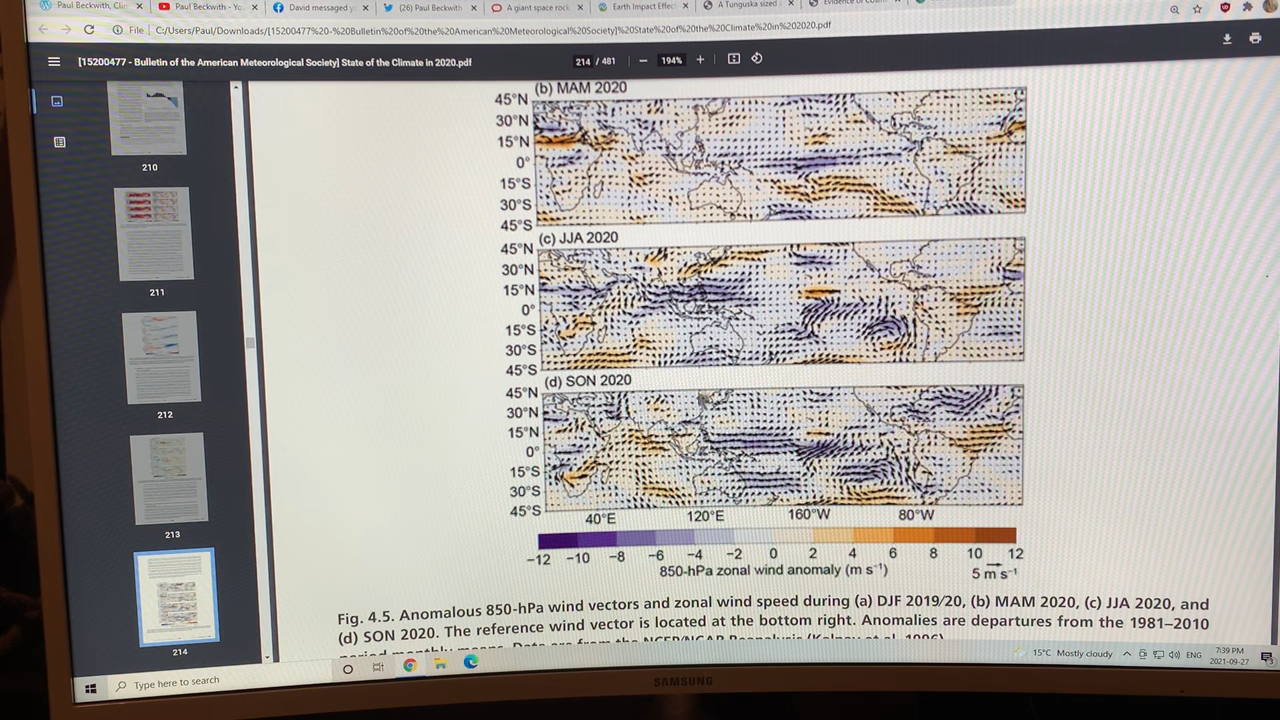 Paul Beckwith, Clim
Paul Beckwith - Yo
David messaged y
(26) Paul Beckwith
A giant space rock
Earth Impact Effec
A Tunguska sized
File
C:/Users/Paul/Downloads/[15200477%20-%20Bulletin%20of%20the%20American%20Meteorological%20Society]%20State%20of%20the%20Climate%20in%202020.pdf
[15200477 - Bulletin of the American Meteorological Society] State of the Climate in 2020.pdf
214 / 481
194%
210
211
212
213
214
(b) MAM 2020
45°N
30°N
15°N
0°
15°S
30°S
45°S
(c) JJA 2020
45°N
30°N
15°N
0°
15°S
30°S
45°S
(d) SON 2020
45°N
30°N
15°N
0°
15°S
30°S
45°S
40°E 120°E 160°W 80°W
−12 −10 −8 −6 −4 −2 0 2 4 6 8 10 12
850-hPa zonal wind anomaly (m s⁻¹)
5 m s⁻¹
Fig. 4.5. Anomalous 850-hPa wind vectors and zonal wind speed during (a) DJF 2019/20, (b) MAM 2020, (c) JJA 2020, and
(d) SON 2020. The reference wind vector is located at the bottom right. Anomalies are departures from the 1981–2010
Type here to search
15°C Mostly cloudy
ENG
7:39 PM
2021-09-27
SAMSUNG